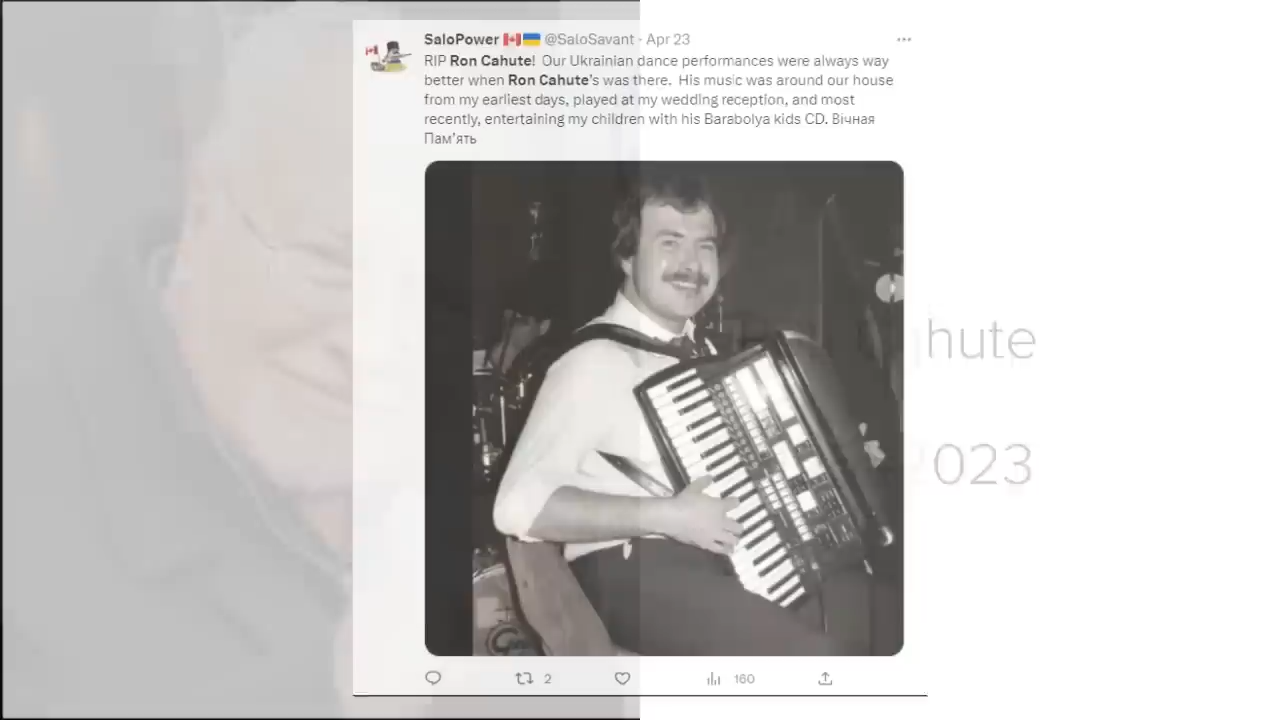 SaloPower @SaloSavant · Apr 23
RIP Ron Cahute! Our Ukrainian dance performances were always way
better when Ron Cahute's was there. His music was around our house
from my earliest days, played at my wedding reception, and most
recently, entertaining my children with his Barabolya kids CD. Вічная
Пам’ять
hute
023
2
160